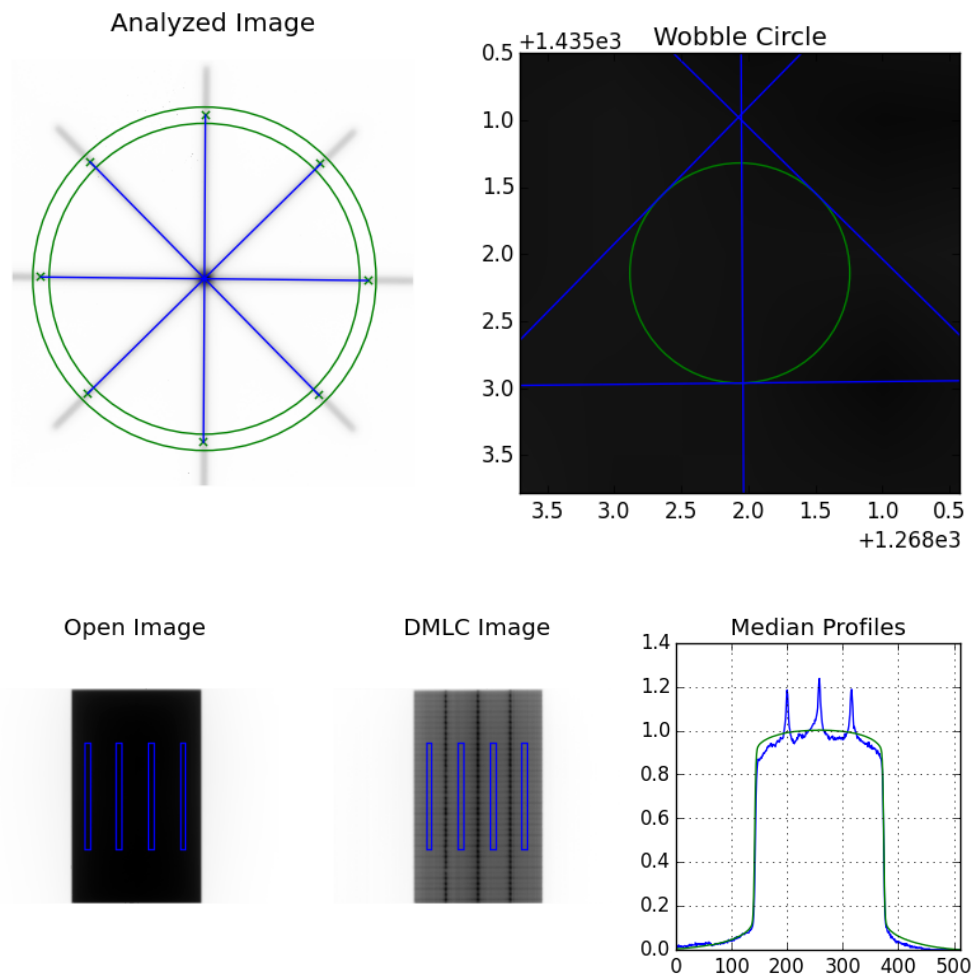 Analyzed Image
Wobble Circle
+1.435e3
0.5
1.0
1.5
2.0
2.5
3.0
3.5
3.5 3.0 2.5 2.0 1.5 1.0 0.5
+1.268e3
Open Image
DMLC Image
Median Profiles
1.4
1.2
1.0
0.8
0.6
0.4
0.2
0.0
0 100 200 300 400 500